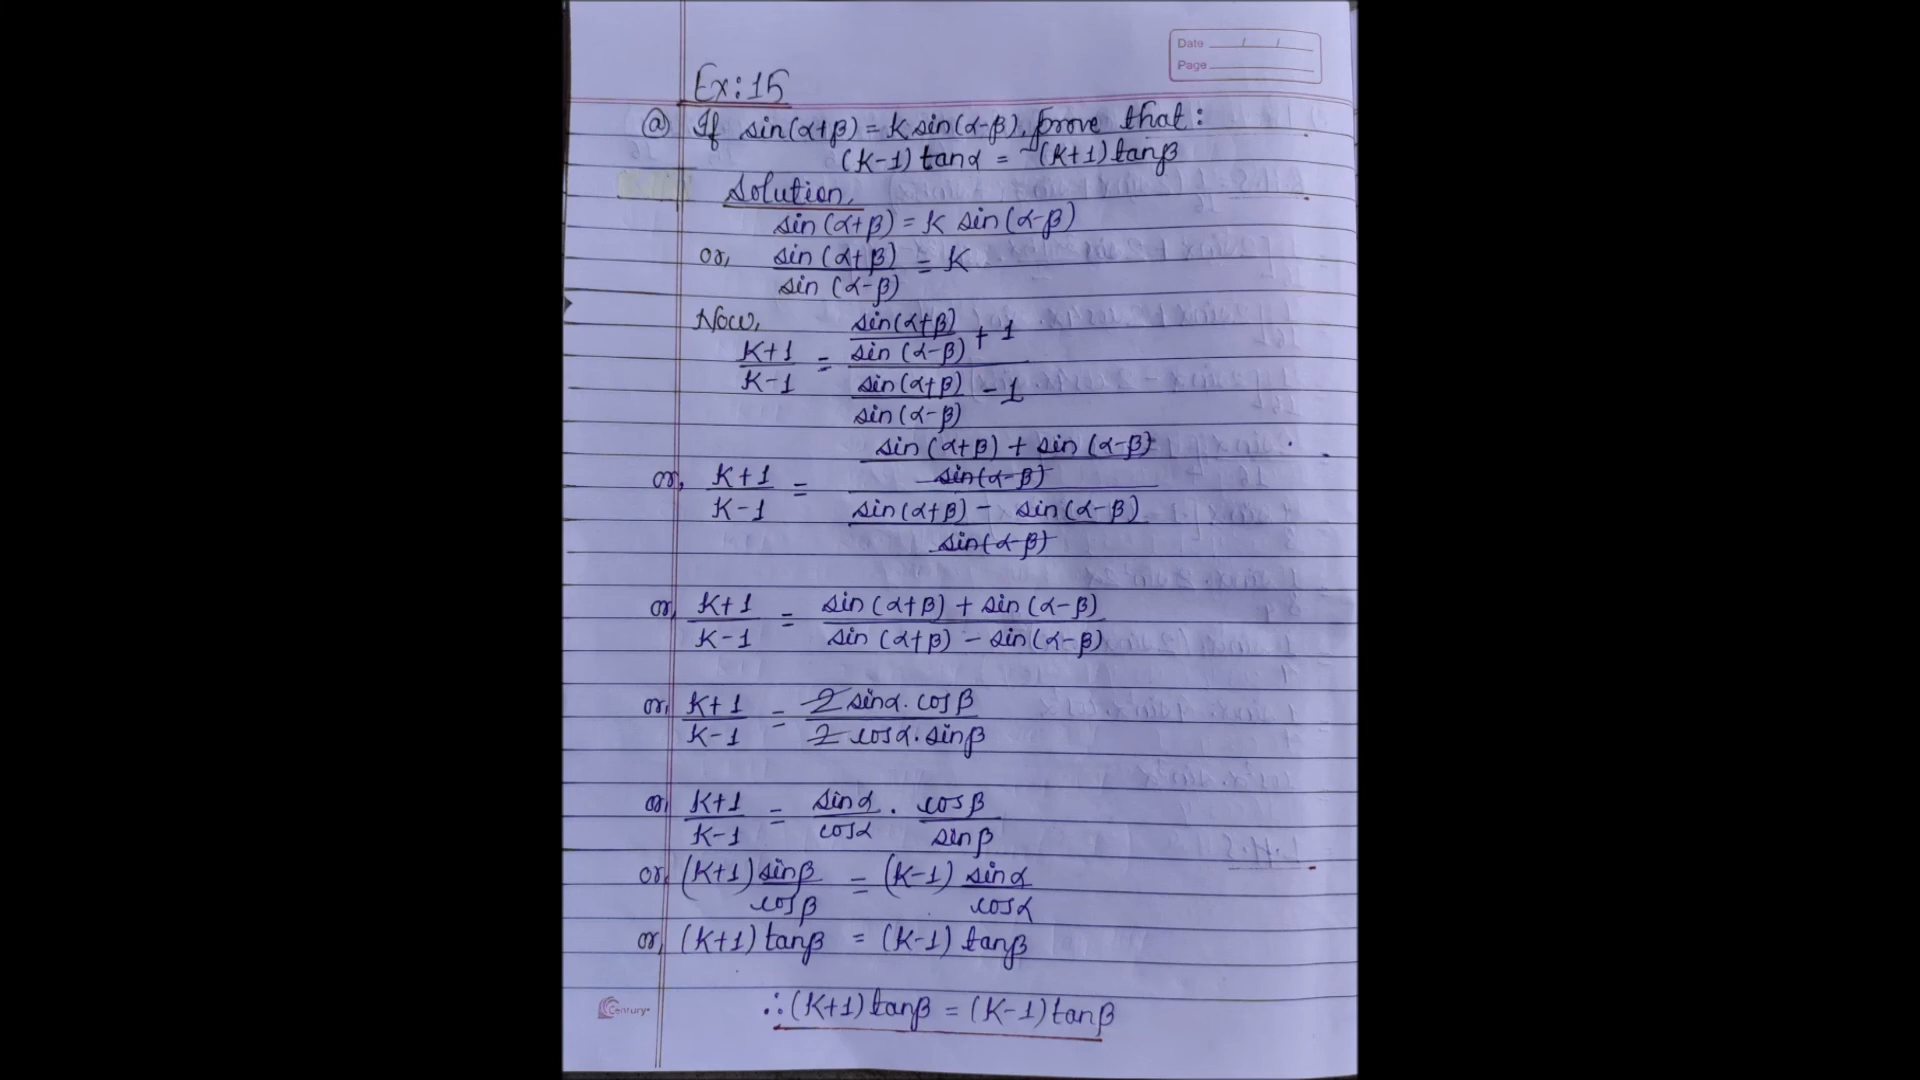 Date / /
Page
Ex:15
(a) If sin(α+β) = K sin(α-β), prove that:
(K-1) tanα = (K+1) tanβ
Solution,
sin(α+β) = K sin(α-β)
or, sin(α+β)/sin(α-β) = K
Now,
(K+1)/(K-1) = (sin(α+β)/sin(α-β) + 1)/(sin(α+β)/sin(α-β) - 1)
or, (K+1)/(K-1) = ((sin(α+β) + sin(α-β))/sin(α-β))/((sin(α+β) - sin(α-β))/sin(α-β))
or, (K+1)/(K-1) = (sin(α+β) + sin(α-β))/(sin(α+β) - sin(α-β))
or, (K+1)/(K-1) = (2 sinα. cosβ)/(2 cosα. sinβ)
or, (K+1)/(K-1) = sinα/cosα . cosβ/sinβ
or, (K+1) sinβ/cosβ = (K-1) sinα/cosα
or, (K+1) tanβ = (K-1) tanβ
∴ (K+1) tanβ = (K-1) tanβ
Century